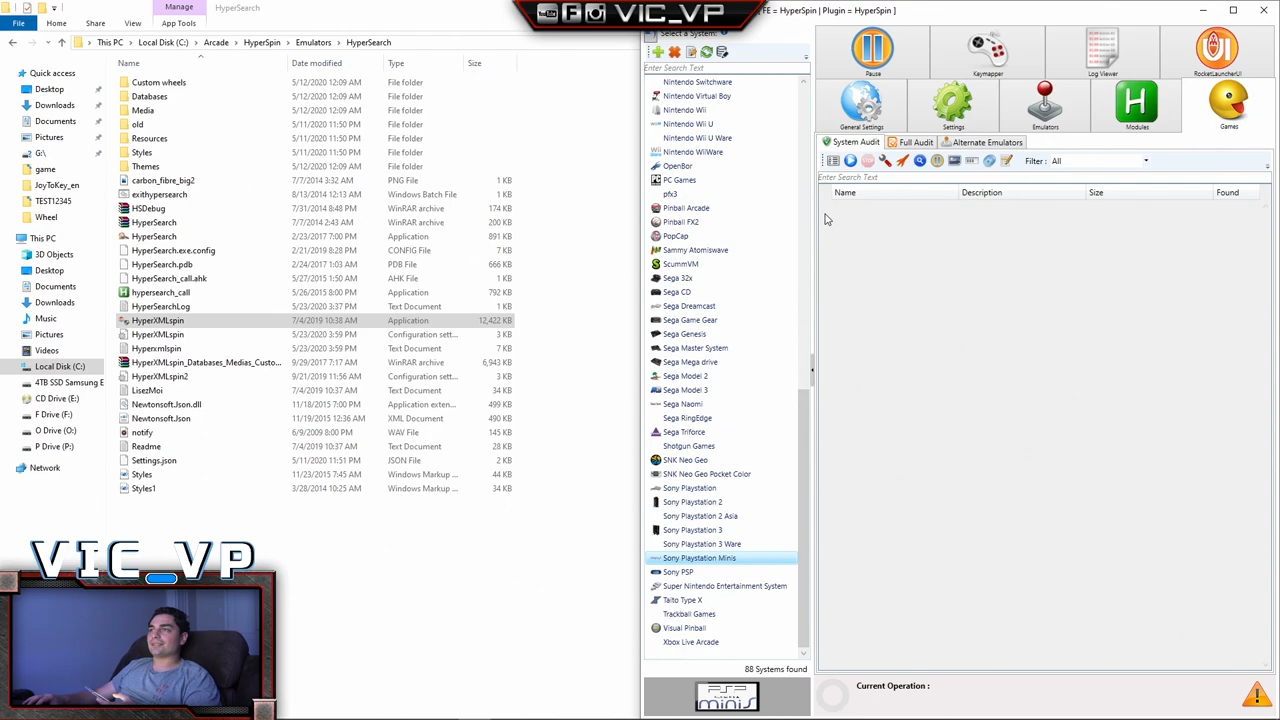 Manage
HyperSearch
File
Home
Share
View
App Tools
This PC
Local Disk (C:)
Arcade
HyperSpin
Emulators
HyperSearch
Quick access
Desktop
Downloads
Documents
Pictures
G:\
game
JoyToKey_en
TEST12345
Wheel
This PC
3D Objects
Desktop
Documents
Downloads
Music
Pictures
Videos
Local Disk (C:)
4TB SSD Samsung E
CD Drive (E:)
F Drive (F:)
O Drive (O:)
P Drive (P:)
Network
Name Date modified Type Size
Custom wheels 5/12/2020 12:09 AM File folder
Databases 5/12/2020 12:09 AM File folder
Media 5/12/2020 12:09 AM File folder
old 5/11/2020 11:50 PM File folder
Resources 5/11/2020 11:50 PM File folder
Styles 5/11/2020 11:50 PM File folder
Themes 5/12/2020 12:09 AM File folder
carbon_fibre_big2 7/7/2014 3:32 AM PNG File 1 KB
exithypersearch 8/13/2014 12:13 AM Windows Batch File 1 KB
HSDebug 7/31/2014 8:48 PM WinRAR archive 174 KB
HyperSearch 7/7/2014 2:43 AM WinRAR archive 200 KB
HyperSearch 2/23/2017 7:00 PM Application 891 KB
HyperSearch.exe.config 2/21/2019 8:28 PM CONFIG File 7 KB
HyperSearch.pdb 2/24/2017 1:03 AM PDB File 666 KB
HyperSearch_call.ahk 5/27/2015 1:50 AM AHK File 1 KB
hypersearch_call 5/26/2015 8:00 PM Application 792 KB
HyperSearchLog 5/23/2020 3:37 PM Text Document 1 KB
HyperXMLspin 7/4/2019 10:38 AM Application 12,422 KB
HyperXMLspin 5/23/2020 3:59 PM Configuration sett... 3 KB
Hyperxmlspin 5/23/2020 3:59 PM Text Document 7 KB
HyperXMLspin_Databases_Medias_Custo... 9/29/2017 7:17 AM WinRAR archive 6,943 KB
HyperXMLspin2 9/21/2019 11:56 AM Configuration sett... 3 KB
LisezMoi 7/4/2019 10:37 AM Text Document 34 KB
Newtonsoft.Json.dll 11/18/2015 7:00 PM Application exten... 499 KB
Newtonsoft.Json 11/19/2015 12:36 AM XML Document 490 KB
notify 6/9/2009 8:00 PM WAV File 145 KB
Readme 7/4/2019 10:37 AM Text Document 34 KB
Settings.json 5/11/2020 11:51 PM JSON File 2 KB
Styles 11/23/2015 7:45 AM Windows Markup ... 44 KB
Styles1 3/28/2014 10:25 AM Windows Markup ... 34 KB
VIC_VP
VIC_VP
FE = HyperSpin | Plugin = HyperSpin ]
Select a System:
Enter Search Text
Nintendo Switchware
Nintendo Virtual Boy
Nintendo Wii
Nintendo Wii U
Nintendo Wii U Ware
Nintendo WiiWare
OpenBor
PC Games
pfx3
Pinball Arcade
Pinball FX2
PopCap
Sammy Atomiswave
ScummVM
Sega 32x
Sega CD
Sega Dreamcast
Sega Game Gear
Sega Genesis
Sega Master System
Sega Mega drive
Sega Model 2
Sega Model 3
Sega Naomi
Sega RingEdge
Sega Triforce
Shotgun Games
SNK Neo Geo
SNK Neo Geo Pocket Color
Sony Playstation
Sony Playstation 2
Sony Playstation 2 Asia
Sony Playstation 3
Sony Playstation 3 Ware
Sony Playstation Minis
Sony PSP
Super Nintendo Entertainment System
Taito Type X
Trackball Games
Visual Pinball
Xbox Live Arcade
88 Systems found
PSP
minis
Pause
Keymapper
Log Viewer
RocketLauncher
General Settings
Settings
Emulators
Modules
Games
System Audit
Full Audit
Alternate Emulators
Filter : All
Enter Search Text
Name Description Size Found
Current Operation :